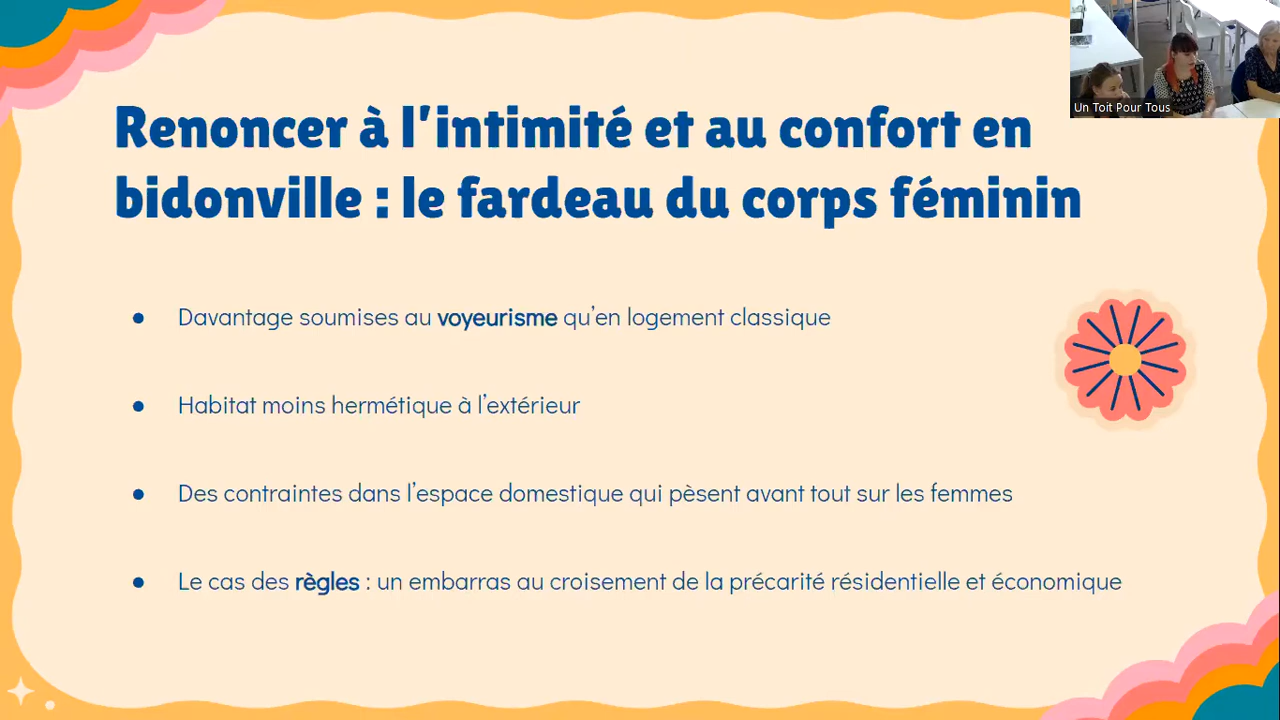 Un Toit Pour Tous
Renoncer à l'intimité et au confort en
bidonville : le fardeau du corps féminin
● Davantage soumises au voyeurisme qu'en logement classique
● Habitat moins hermétique à l'extérieur
● Des contraintes dans l'espace domestique qui pèsent avant tout sur les femmes
● Le cas des règles : un embarras au croisement de la précarité résidentielle et économique